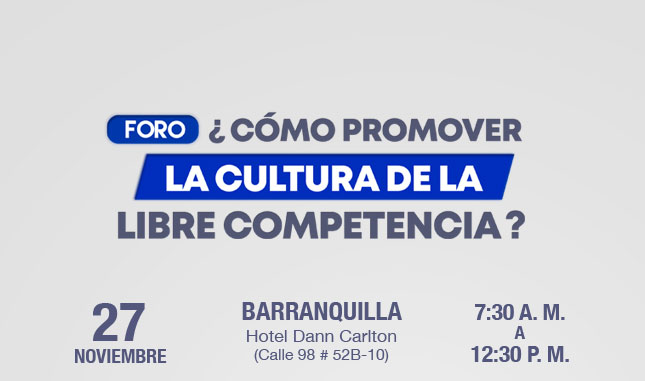 FORO ¿CÓMO PROMOVER
LA CULTURA DE LA
LIBRE COMPETENCIA?
27
NOVIEMBRE
BARRANQUILLA
Hotel Dann Carlton
(Calle 98 # 52B-10)
7:30 A. M.
A
12:30 P. M.